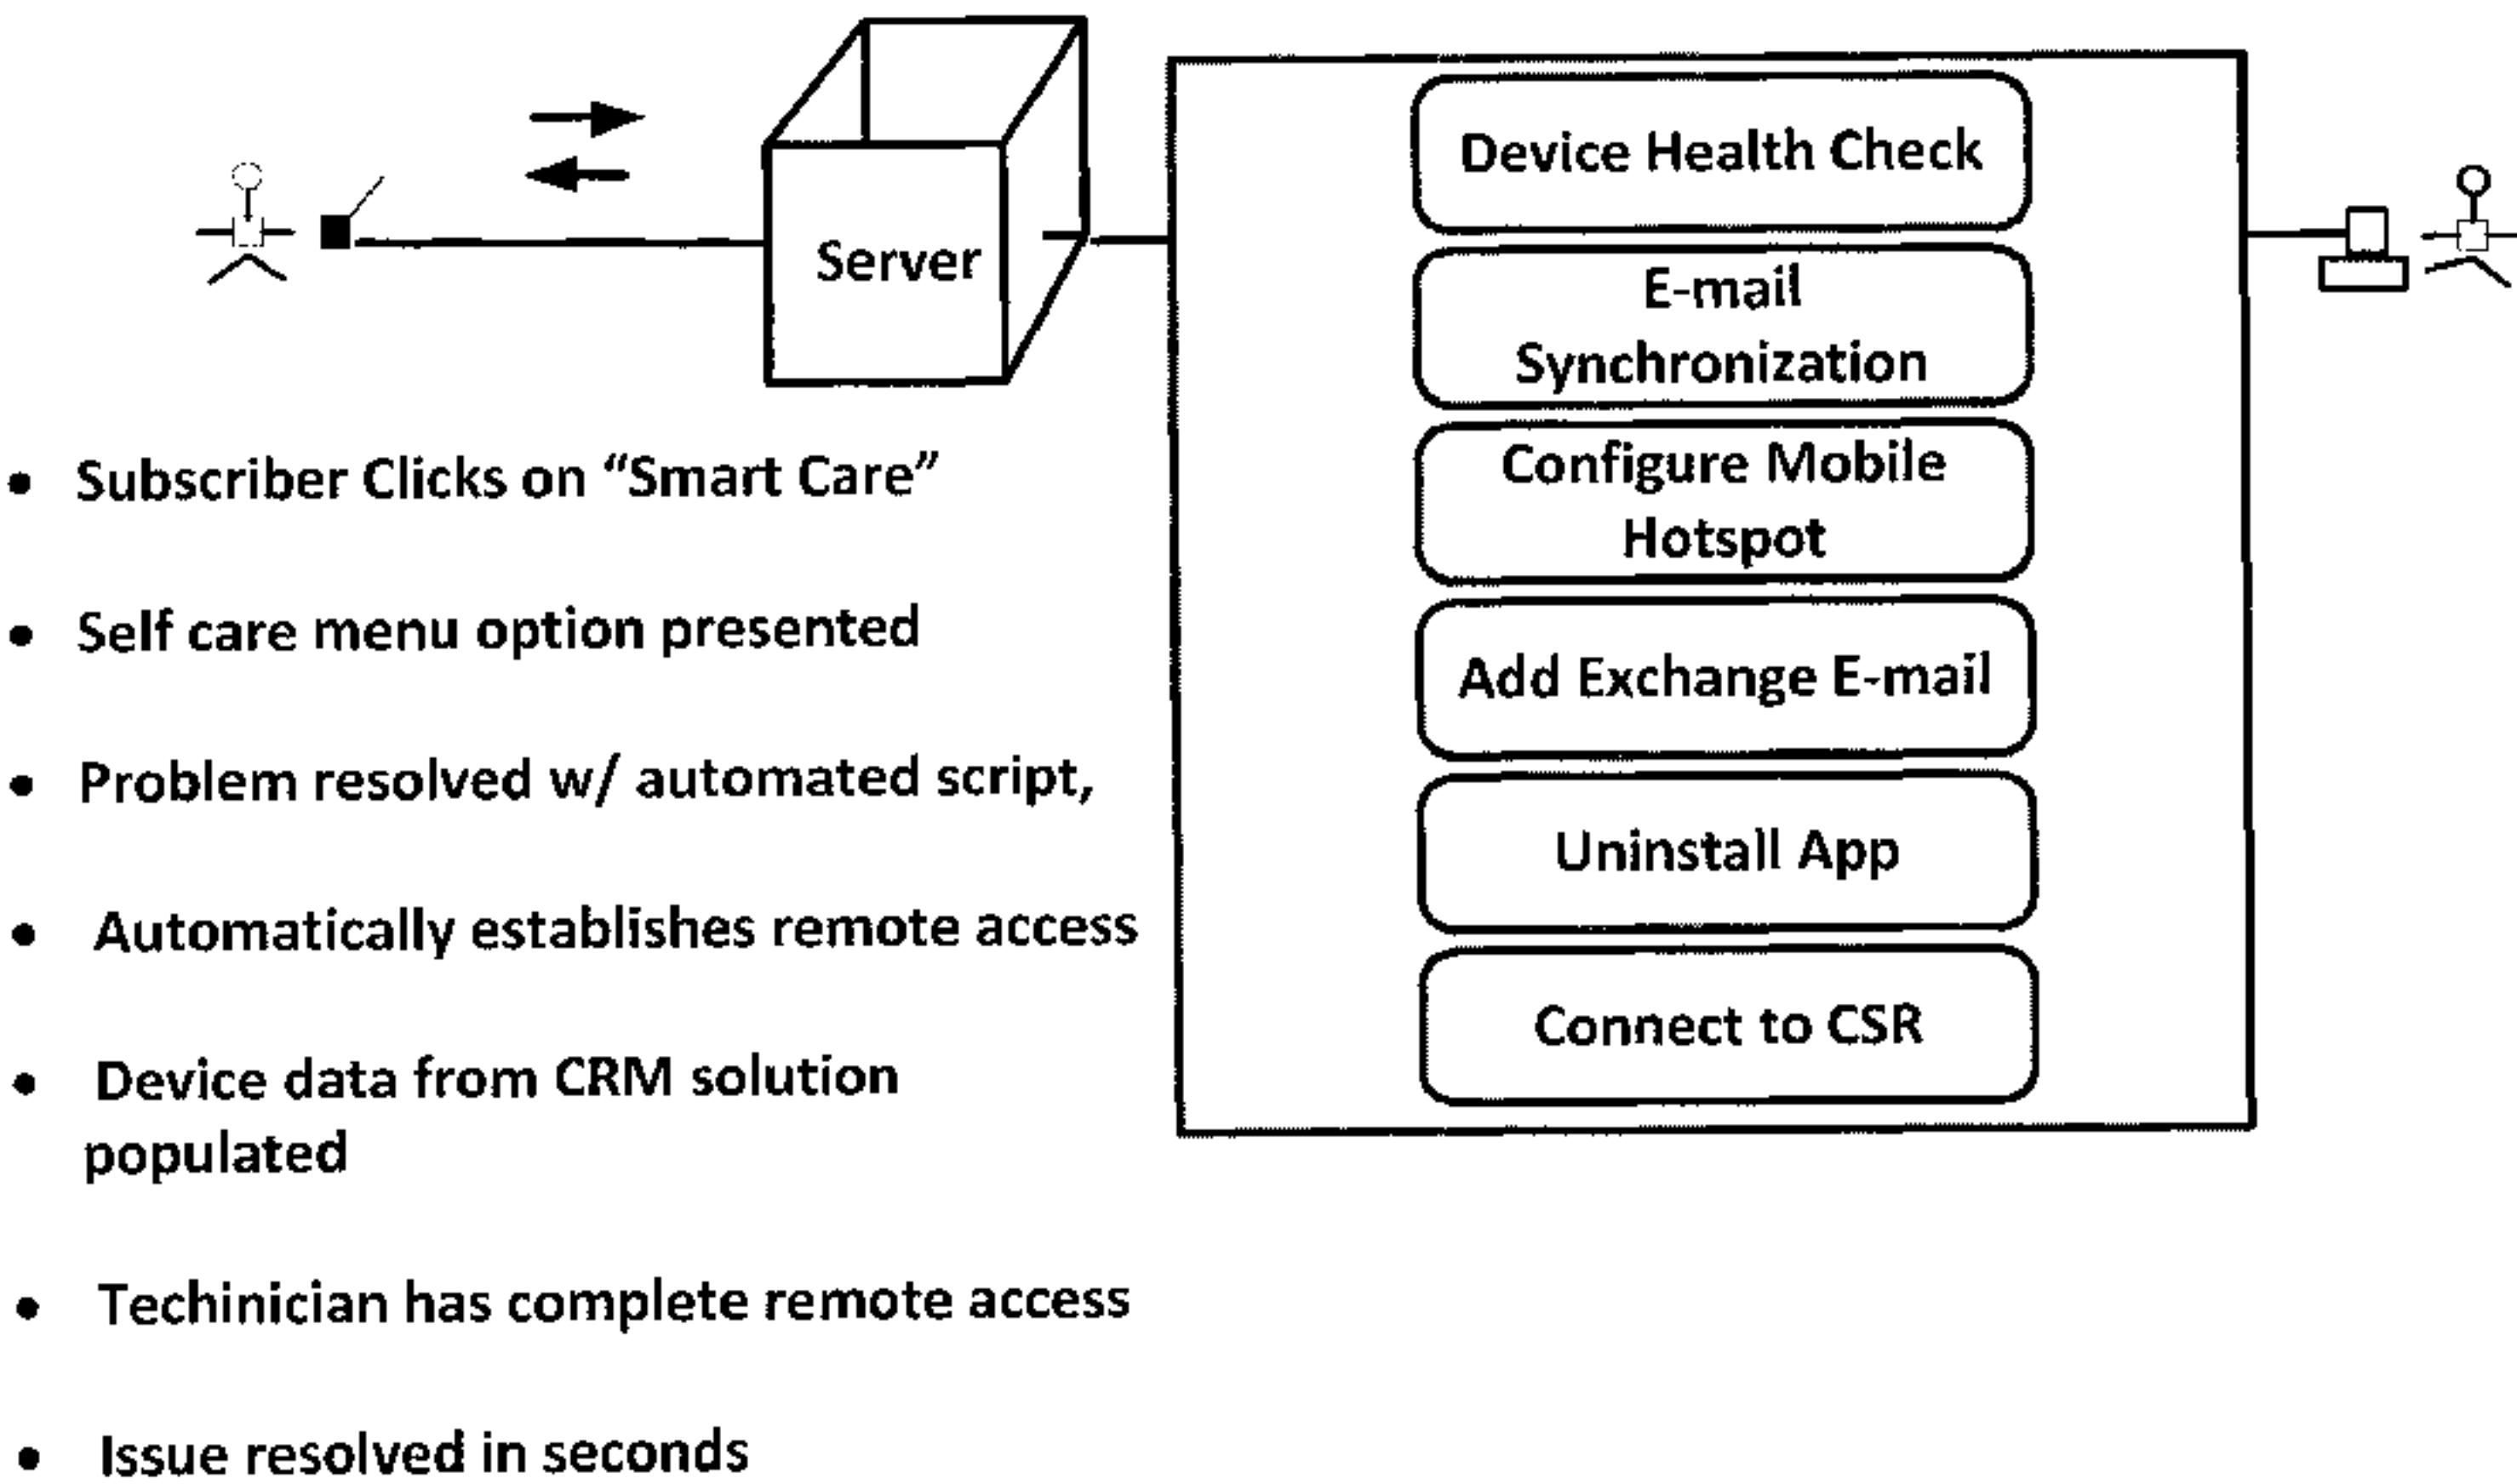 Server
Device Health Check
E-mail
Synchronization
Configure Mobile
Hotspot
Add Exchange E-mail
Uninstall App
Connect to CSR
• Subscriber Clicks on “Smart Care”
• Self care menu option presented
• Problem resolved w/ automated script,
• Automatically establishes remote access
• Device data from CRM solution
populated
• Techinician has complete remote access
• Issue resolved in seconds